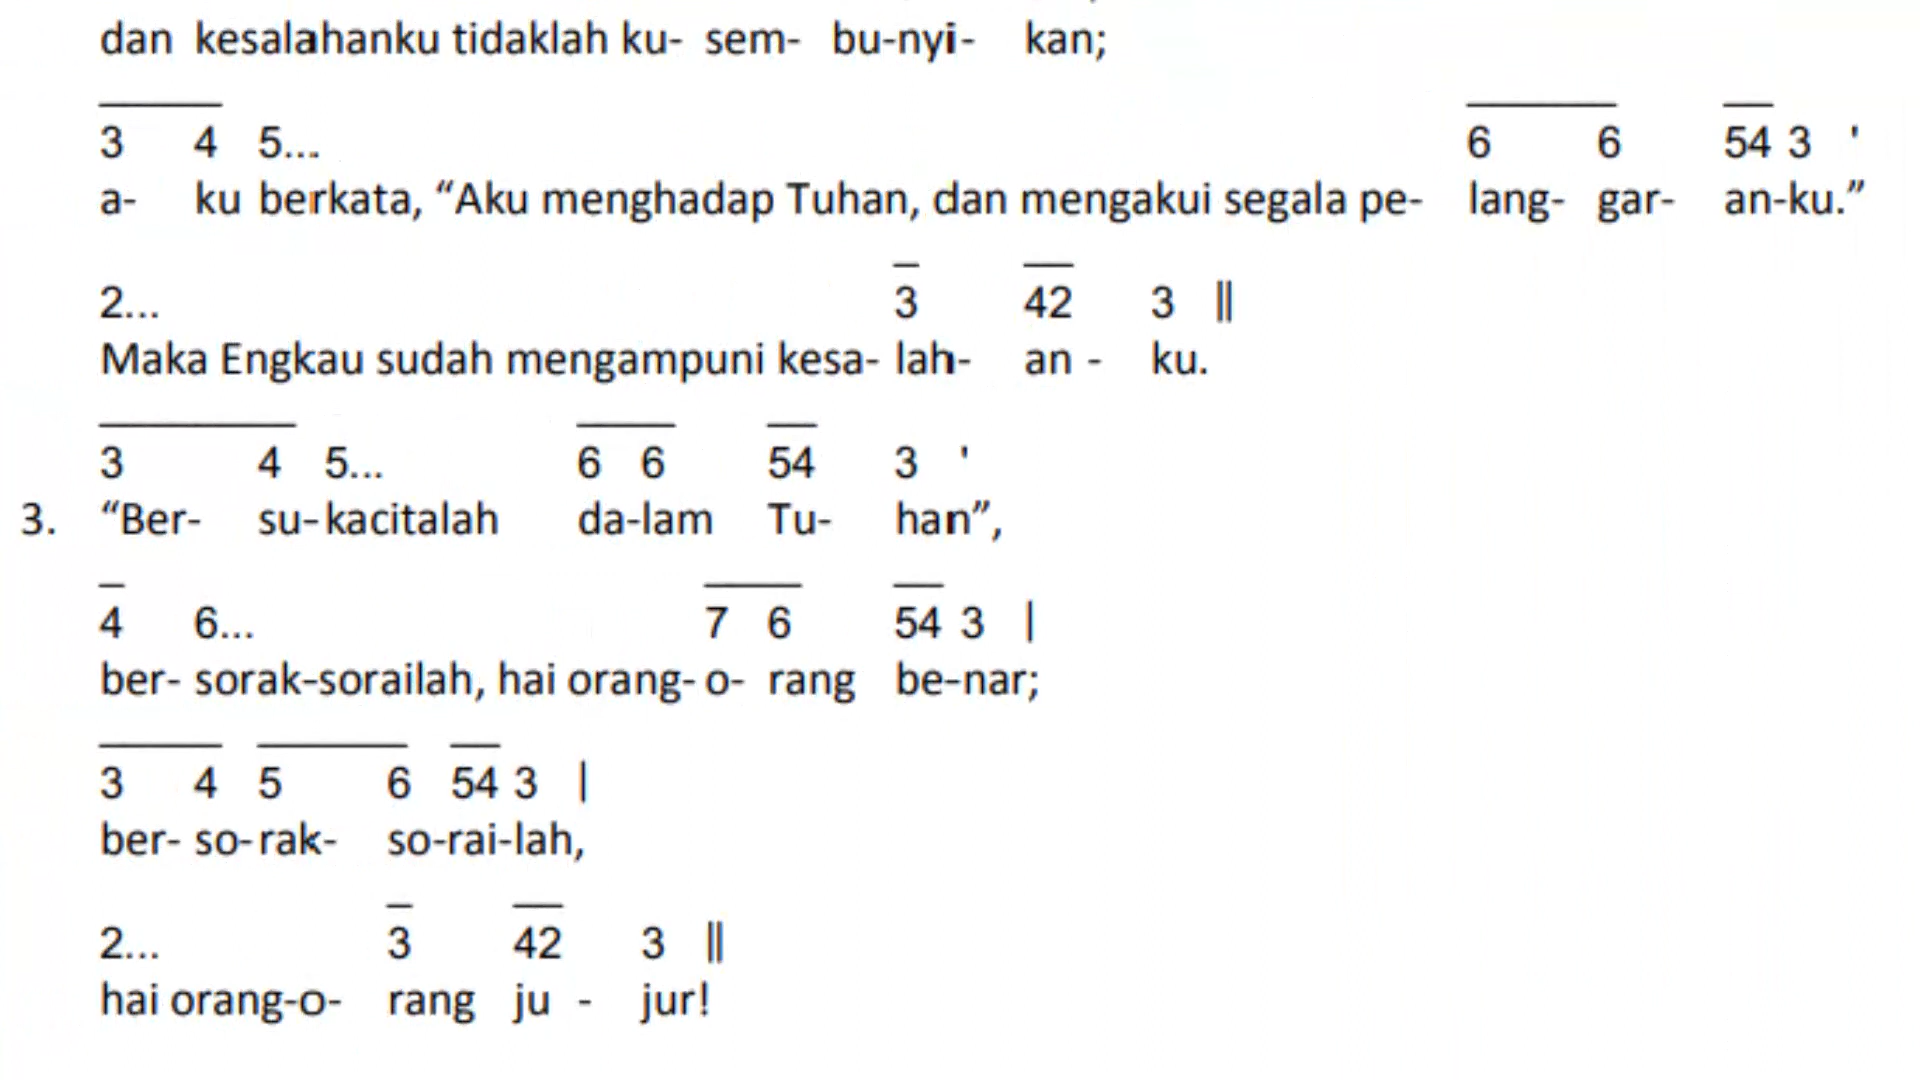 dan kesalahanku tidaklah ku- sem- bu-nyi- kan;
3 4 5... 6 6 54 3 '
a- ku berkata, “Aku menghadap Tuhan, dan mengakui segala pe- lang- gar- an-ku.”
2... 3 42 3 ||
Maka Engkau sudah mengampuni kesa- lah- an - ku.
3 4 5... 6 6 54 3 '
3. “Ber- su-kacitalah da-lam Tu- han”,
4 6... 7 6 54 3 |
ber- sorak-sorailah, hai orang- o- rang be-nar;
3 4 5 6 54 3 |
ber- so-rak- so-rai-lah,
2... 3 42 3 ||
hai orang-o- rang ju - jur!